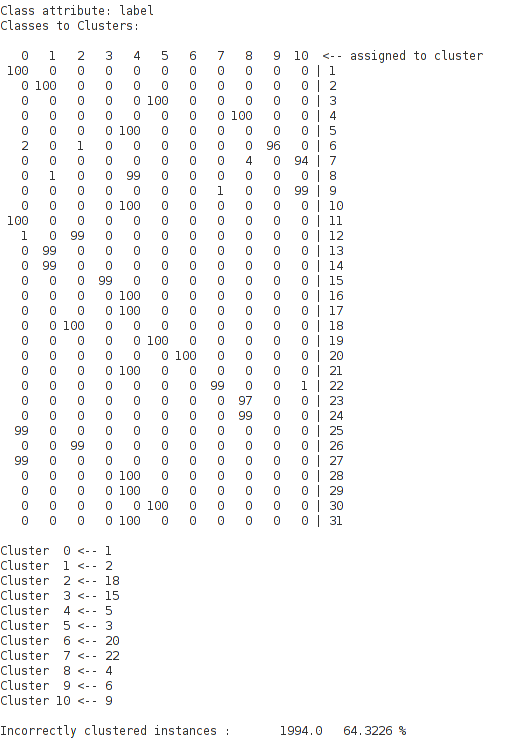 Class attribute: label
Classes to Clusters:
0 1 2 3 4 5 6 7 8 9 10 <-- assigned to cluster
100 0 0 0 0 0 0 0 0 0 0 | 1
0 100 0 0 0 0 0 0 0 0 0 | 2
0 0 0 0 0 100 0 0 0 0 0 | 3
0 0 0 0 0 0 0 0 100 0 0 | 4
0 0 0 0 100 0 0 0 0 0 0 | 5
2 0 1 0 0 0 0 0 0 96 0 | 6
0 0 0 0 0 0 0 0 4 0 94 | 7
0 1 0 0 99 0 0 0 0 0 0 | 8
0 0 0 0 0 0 0 1 0 0 99 | 9
0 0 0 0 100 0 0 0 0 0 0 | 10
100 0 0 0 0 0 0 0 0 0 0 | 11
1 0 99 0 0 0 0 0 0 0 0 | 12
0 99 0 0 0 0 0 0 0 0 0 | 13
0 99 0 0 0 0 0 0 0 0 0 | 14
0 0 0 99 0 0 0 0 0 0 0 | 15
0 0 0 0 100 0 0 0 0 0 0 | 16
0 0 0 0 100 0 0 0 0 0 0 | 17
0 0 100 0 0 0 0 0 0 0 0 | 18
0 0 0 0 0 100 0 0 0 0 0 | 19
0 0 0 0 0 0 100 0 0 0 0 | 20
0 0 0 0 100 0 0 0 0 0 0 | 21
0 0 0 0 0 0 0 99 0 0 1 | 22
0 0 0 0 0 0 0 0 97 0 0 | 23
0 0 0 0 0 0 0 0 99 0 0 | 24
99 0 0 0 0 0 0 0 0 0 0 | 25
0 0 99 0 0 0 0 0 0 0 0 | 26
99 0 0 0 0 0 0 0 0 0 0 | 27
0 0 0 0 100 0 0 0 0 0 0 | 28
0 0 0 0 100 0 0 0 0 0 0 | 29
0 0 0 0 0 100 0 0 0 0 0 | 30
0 0 0 0 100 0 0 0 0 0 0 | 31
Cluster 0 <-- 1
Cluster 1 <-- 2
Cluster 2 <-- 18
Cluster 3 <-- 15
Cluster 4 <-- 5
Cluster 5 <-- 3
Cluster 6 <-- 20
Cluster 7 <-- 22
Cluster 8 <-- 4
Cluster 9 <-- 6
Cluster 10 <-- 9
Incorrectly clustered instances : 1994.0 64.3226 %